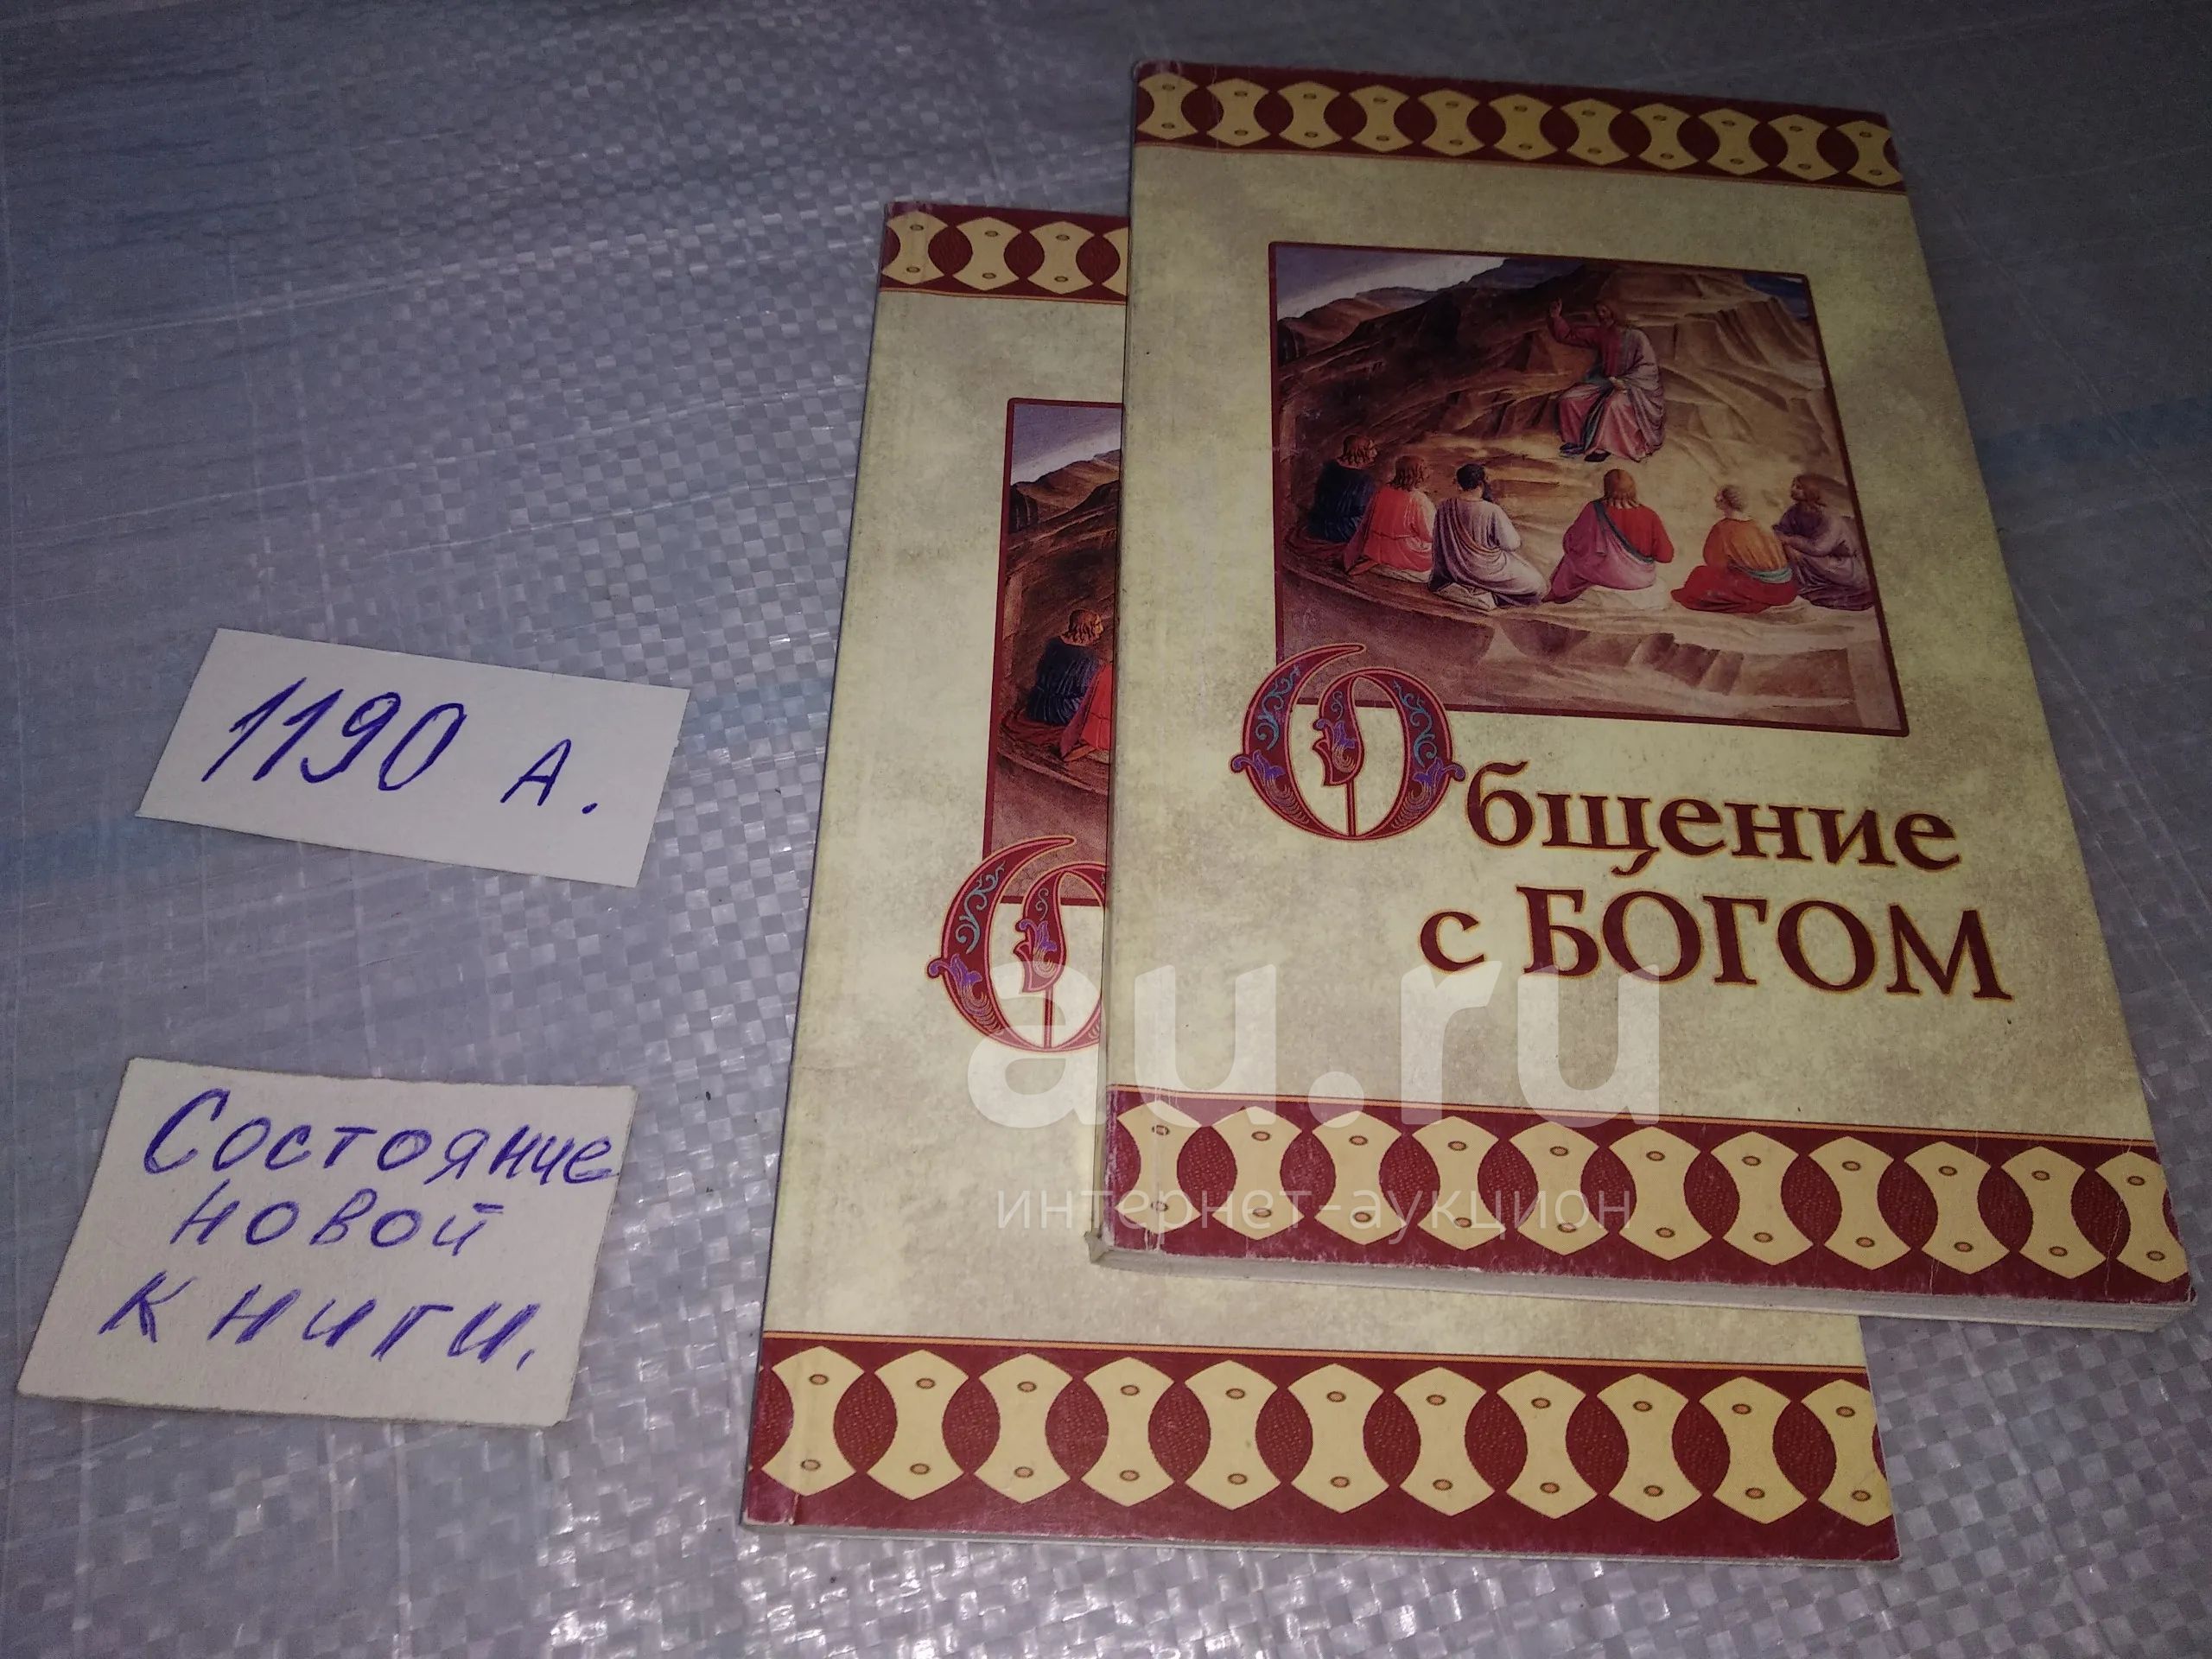 1190 А.
Состояние
новой
книги.
Общение
с БОГОМ
О
au.ru
интернет-аукцион